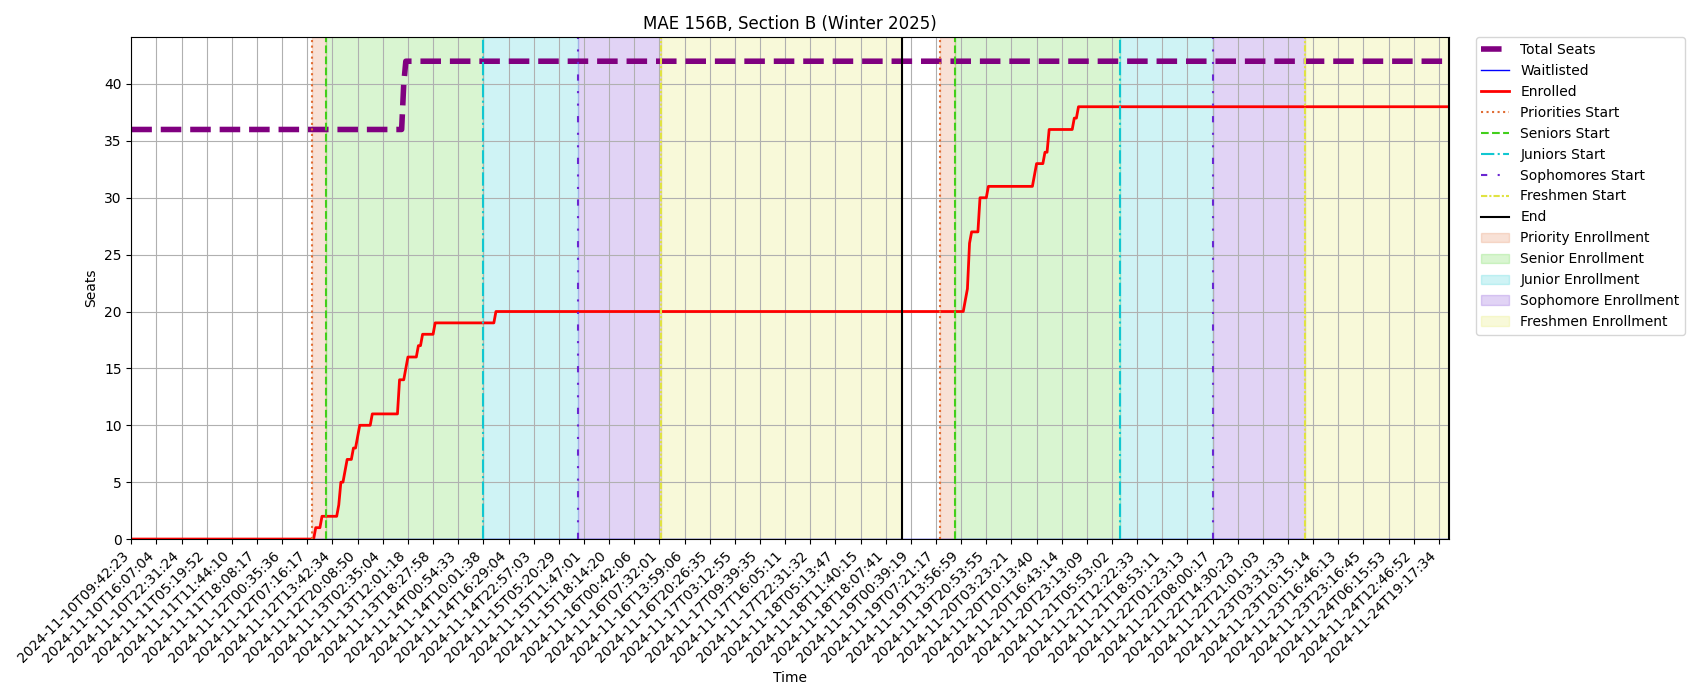 MAE 156B, Section B (Winter 2025)
Seats
40
35
30
25
20
15
10
5
0
2024-11-10T09:42:23
2024-11-10T16:07:04
2024-11-10T22:31:24
2024-11-11T05:19:52
2024-11-11T11:44:10
2024-11-11T18:08:17
2024-11-12T00:35:36
2024-11-12T07:16:17
2024-11-12T13:42:34
2024-11-12T20:08:50
2024-11-13T02:35:04
2024-11-13T12:01:18
2024-11-13T18:27:58
2024-11-14T00:54:33
2024-11-14T10:01:38
2024-11-14T16:29:04
2024-11-14T22:57:03
2024-11-15T05:20:29
2024-11-15T11:47:01
2024-11-15T18:14:20
2024-11-16T00:42:06
2024-11-16T07:32:01
2024-11-16T13:59:06
2024-11-16T20:26:35
2024-11-17T03:12:55
2024-11-17T09:39:35
2024-11-17T16:05:11
2024-11-17T22:31:32
2024-11-18T05:13:47
2024-11-18T11:40:15
2024-11-18T18:07:41
2024-11-19T00:39:19
2024-11-19T07:21:17
2024-11-19T13:56:59
2024-11-19T20:53:55
2024-11-20T03:23:21
2024-11-20T10:13:40
2024-11-20T16:43:14
2024-11-20T23:13:09
2024-11-21T05:53:02
2024-11-21T12:22:33
2024-11-21T18:53:11
2024-11-22T01:23:13
2024-11-22T08:00:17
2024-11-22T14:30:23
2024-11-22T21:01:03
2024-11-23T03:31:33
2024-11-23T10:15:14
2024-11-23T16:46:13
2024-11-23T23:16:45
2024-11-24T06:15:53
2024-11-24T12:46:52
2024-11-24T19:17:34
Time
Total Seats
Waitlisted
Enrolled
Priorities Start
Seniors Start
Juniors Start
Sophomores Start
Freshmen Start
End
Priority Enrollment
Senior Enrollment
Junior Enrollment
Sophomore Enrollment
Freshmen Enrollment